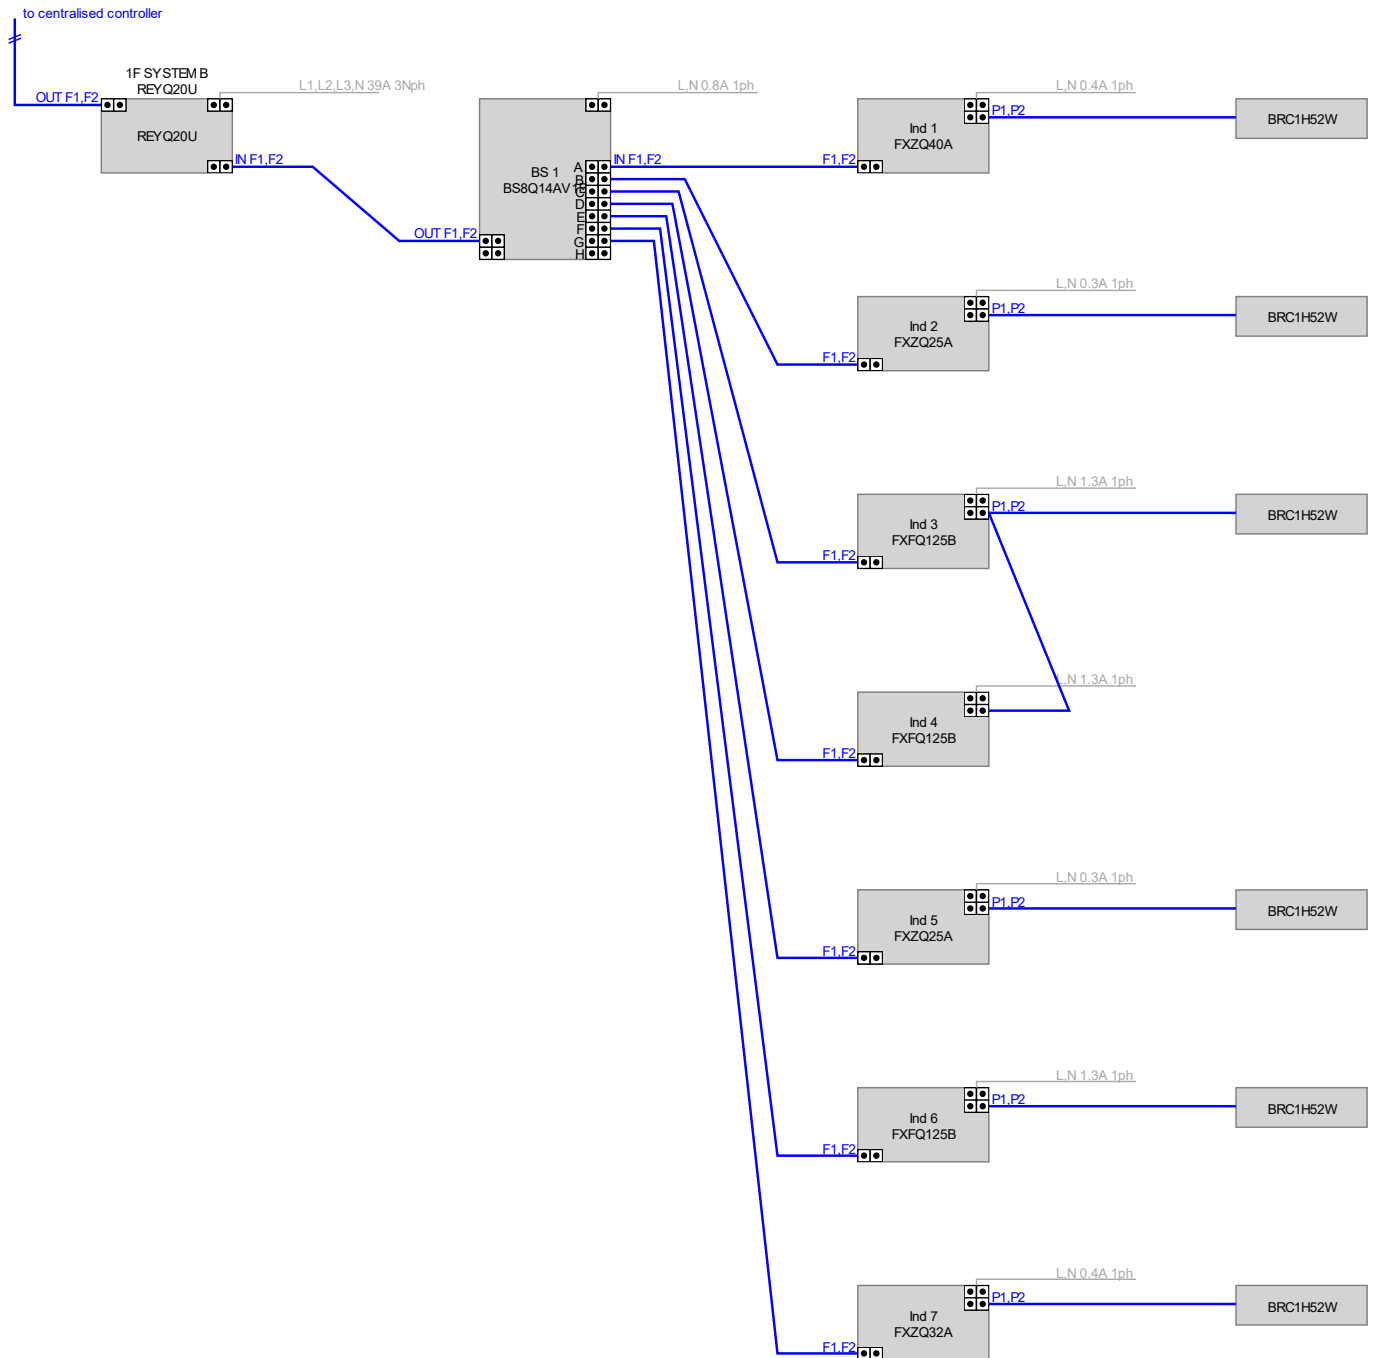 to centralised controller
1F SYSTEM B
REYQ20U
L1,L2,L3,N 39A 3Nph
OUT F1,F2
REYQ20U
IN F1,F2
L,N 0.8A 1ph
BS 1
BS8Q14AV1B
OUT F1,F2
A
B
C
D
E
F
G
H
IN F1,F2
L,N 0.4A 1ph
P1,P2
Ind 1
FXZQ40A
F1,F2
BRC1H52W
L,N 0.3A 1ph
P1,P2
Ind 2
FXZQ25A
F1,F2
BRC1H52W
L,N 1.3A 1ph
P1,P2
Ind 3
FXFQ125B
F1,F2
BRC1H52W
L,N 1.3A 1ph
Ind 4
FXFQ125B
F1,F2
L,N 0.3A 1ph
P1,P2
Ind 5
FXZQ25A
F1,F2
BRC1H52W
L,N 1.3A 1ph
P1,P2
Ind 6
FXFQ125B
F1,F2
BRC1H52W
L,N 0.4A 1ph
P1,P2
Ind 7
FXZQ32A
F1,F2
BRC1H52W